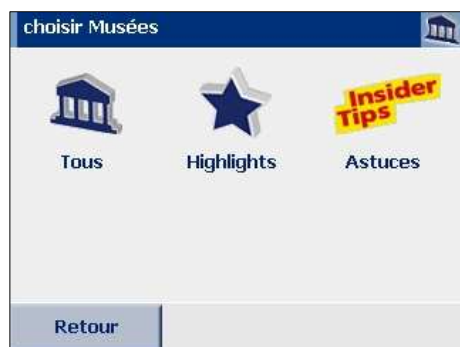 choisir Musées
Insider
Tips
Tous Highlights Astuces
Retour